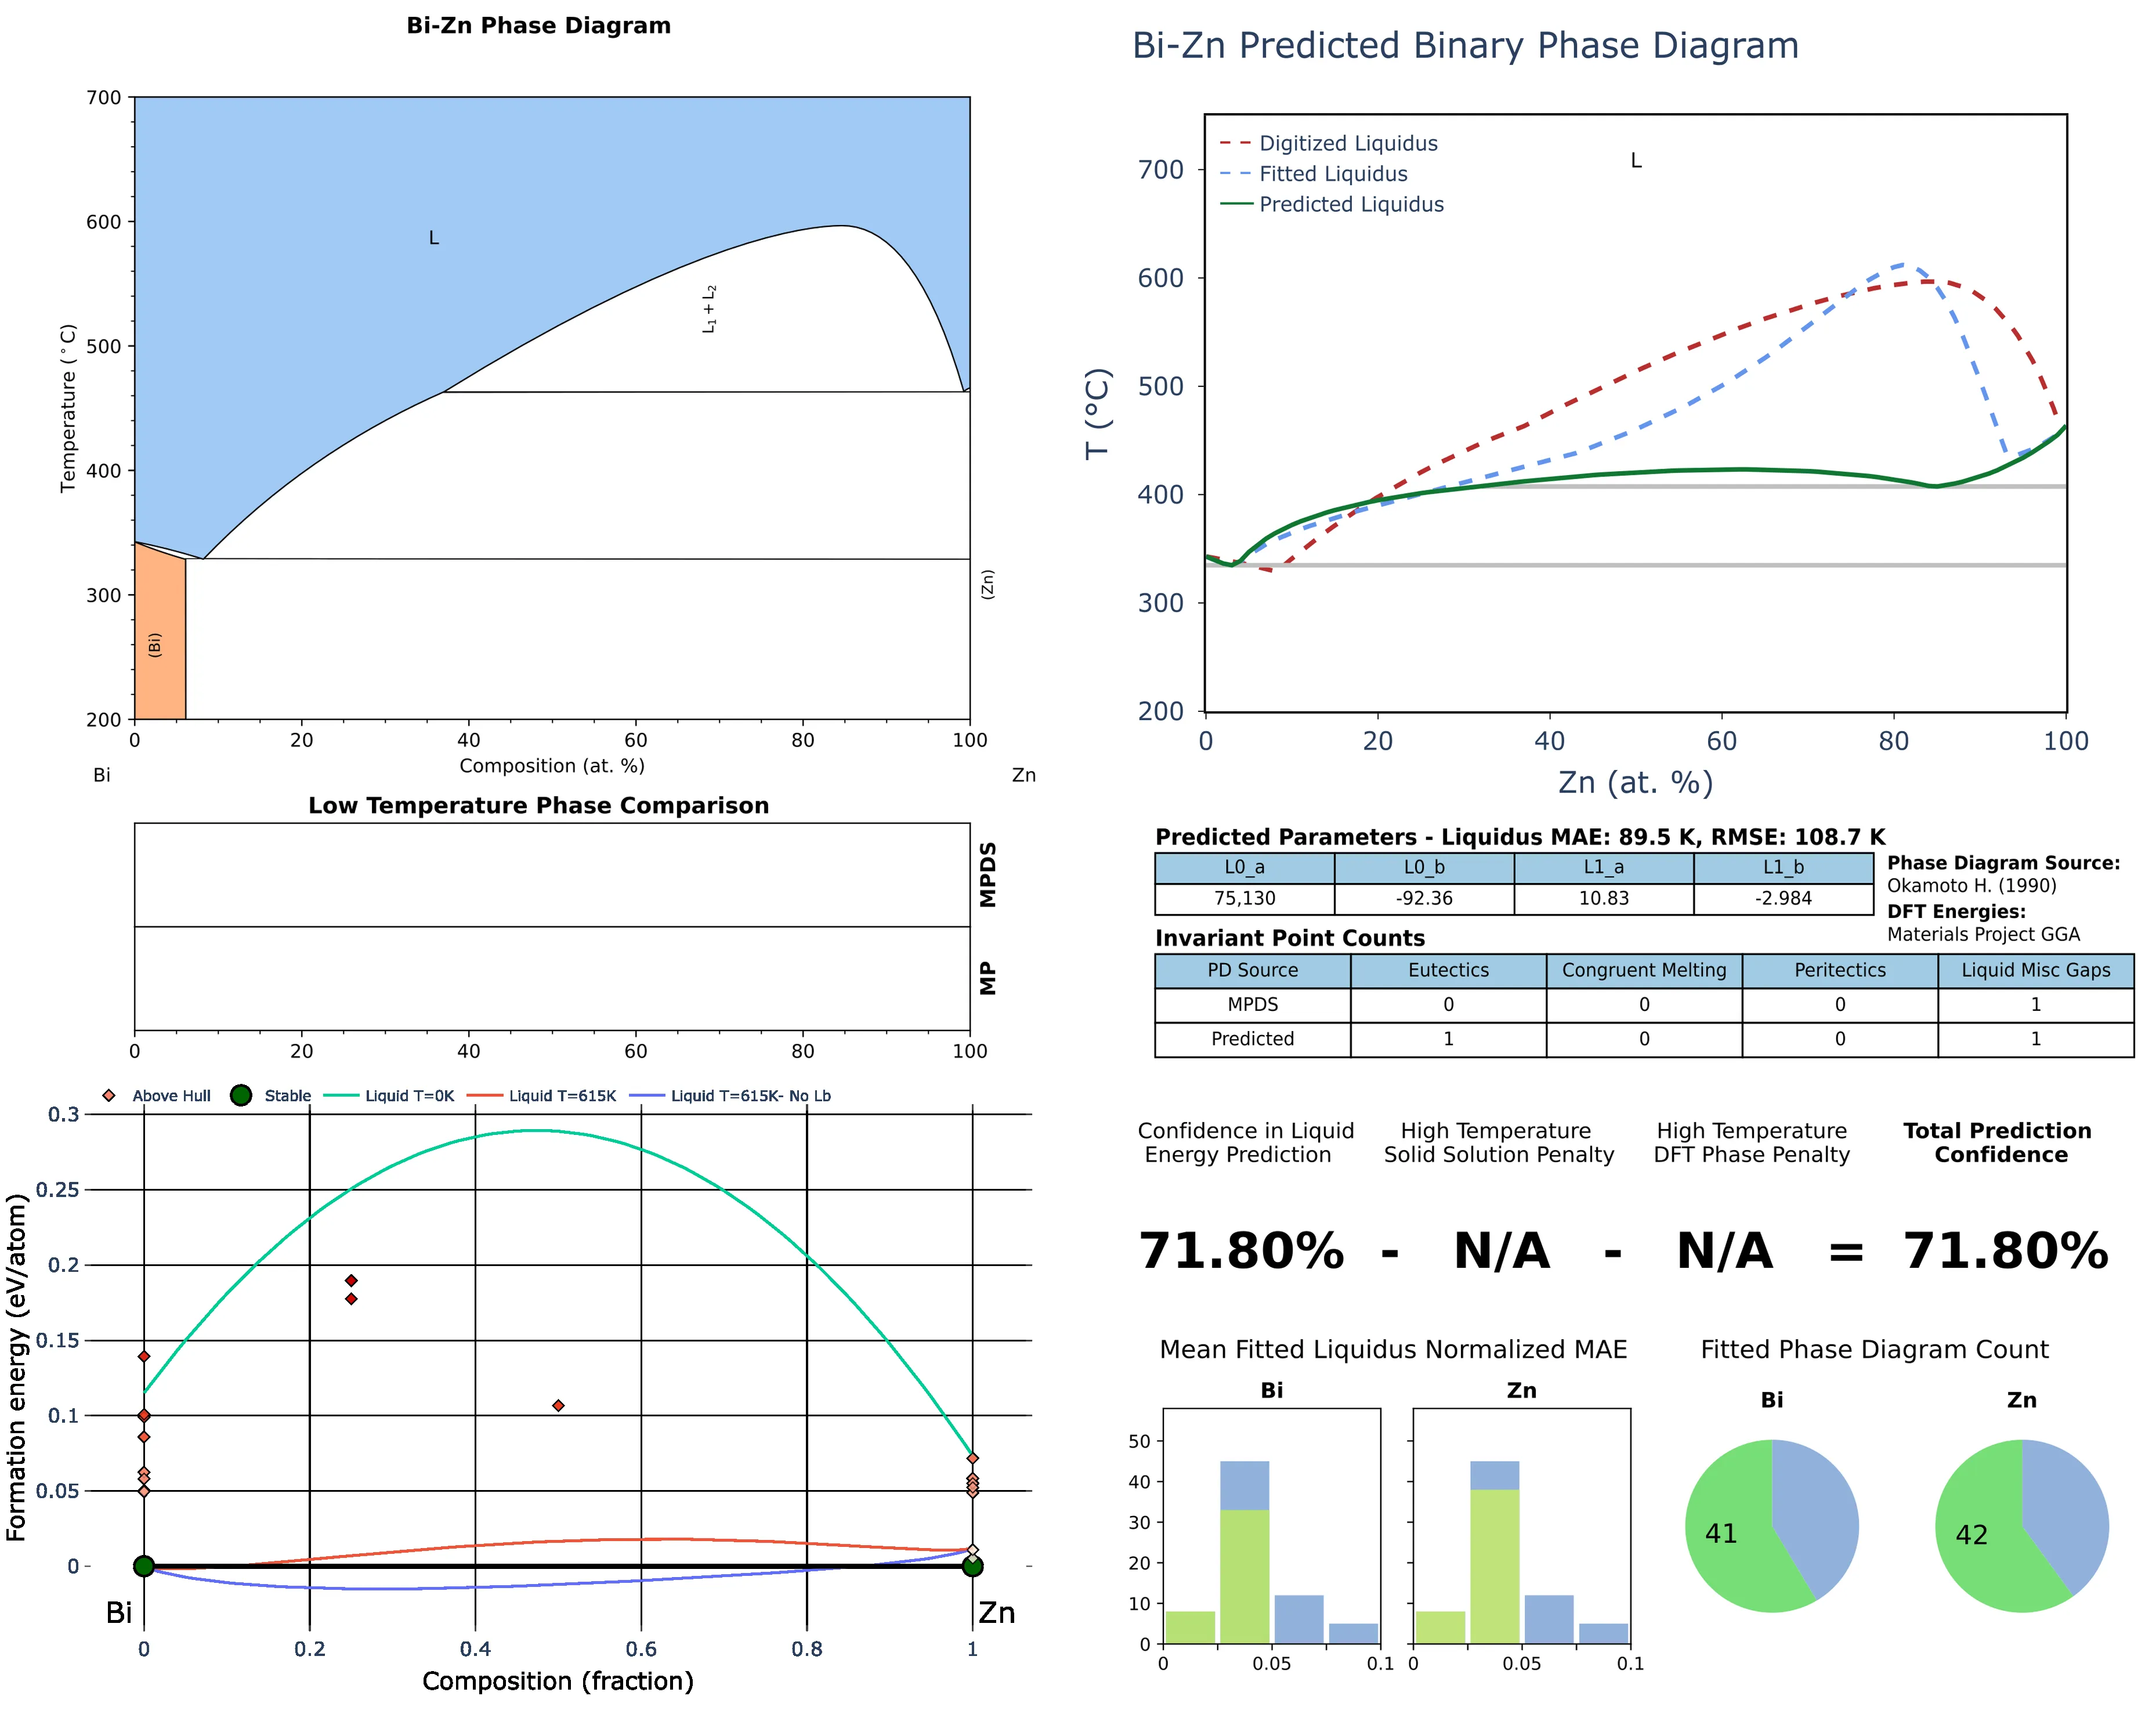 Bi-Zn Phase Diagram
700
600
500
400
300
200
Temperature (°C)
L
L1 + L2
(Bi)
(Zn)
0 20 40 60 80 100
Composition (at. %)
Bi Zn
Low Temperature Phase Comparison
MPDS
MP
0 20 40 60 80 100
Above Hull Stable Liquid T=0K Liquid T=615K Liquid T=615K- No Lb
0.3
0.25
0.2
0.15
0.1
0.05
0
Formation energy (eV/atom)
Bi Zn
0 0.2 0.4 0.6 0.8 1
Composition (fraction)
Bi-Zn Predicted Binary Phase Diagram
Digitized Liquidus
Fitted Liquidus
Predicted Liquidus
L
700
600
500
400
300
200
T (°C)
0 20 40 60 80 100
Zn (at. %)
Predicted Parameters - Liquidus MAE: 89.5 K, RMSE: 108.7 K
L0_a L0_b L1_a L1_b
75,130 -92.36 10.83 -2.984
Phase Diagram Source:
Okamoto H. (1990)
DFT Energies:
Materials Project GGA
Invariant Point Counts
PD Source Eutectics Congruent Melting Peritectics Liquid Misc Gaps
MPDS 0 0 0 1
Predicted 1 0 0 1
Confidence in Liquid
Energy Prediction
High Temperature
Solid Solution Penalty
High Temperature
DFT Phase Penalty
Total Prediction
Confidence
71.80% - N/A - N/A = 71.80%
Mean Fitted Liquidus Normalized MAE
Bi Zn
50
40
30
20
10
0
0 0.05 0.1 0 0.05 0.1
Fitted Phase Diagram Count
Bi Zn
41 42